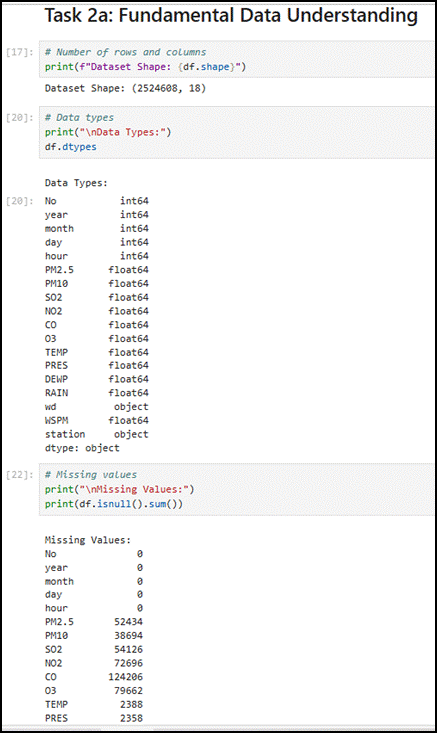 Task 2a: Fundamental Data Understanding
[17]: # Number of rows and columns
print(f"Dataset Shape: {df.shape}")
Dataset Shape: (2524608, 18)
[20]: # Data types
print("\nData Types:")
df.dtypes
Data Types:
[20]: No int64
year int64
month int64
day int64
hour int64
PM2.5 float64
PM10 float64
SO2 float64
NO2 float64
CO float64
O3 float64
TEMP float64
PRES float64
DEWP float64
RAIN float64
wd object
WSPM float64
station object
dtype: object
[22]: # Missing values
print("\nMissing Values:")
print(df.isnull().sum())
Missing Values:
No 0
year 0
month 0
day 0
hour 0
PM2.5 52434
PM10 38694
SO2 54126
NO2 72696
CO 124206
O3 79662
TEMP 2388
PRES 2358